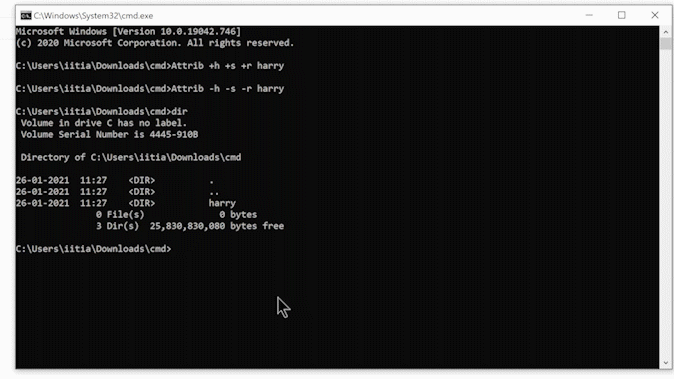 C:\Windows\System32\cmd.exe
Microsoft Windows [Version 10.0.19042.746]
(c) 2020 Microsoft Corporation. All rights reserved.
C:\Users\iitia\Downloads\cmd>Attrib +h +s +r harry
C:\Users\iitia\Downloads\cmd>Attrib -h -s -r harry
C:\Users\iitia\Downloads\cmd>dir
Volume in drive C has no label.
Volume Serial Number is 4445-910B
Directory of C:\Users\iitia\Downloads\cmd
26-01-2021  11:27    <DIR>          .
26-01-2021  11:27    <DIR>          ..
26-01-2021  11:27    <DIR>          harry
0 File(s)              0 bytes
3 Dir(s)  25,830,830,080 bytes free
C:\Users\iitia\Downloads\cmd>